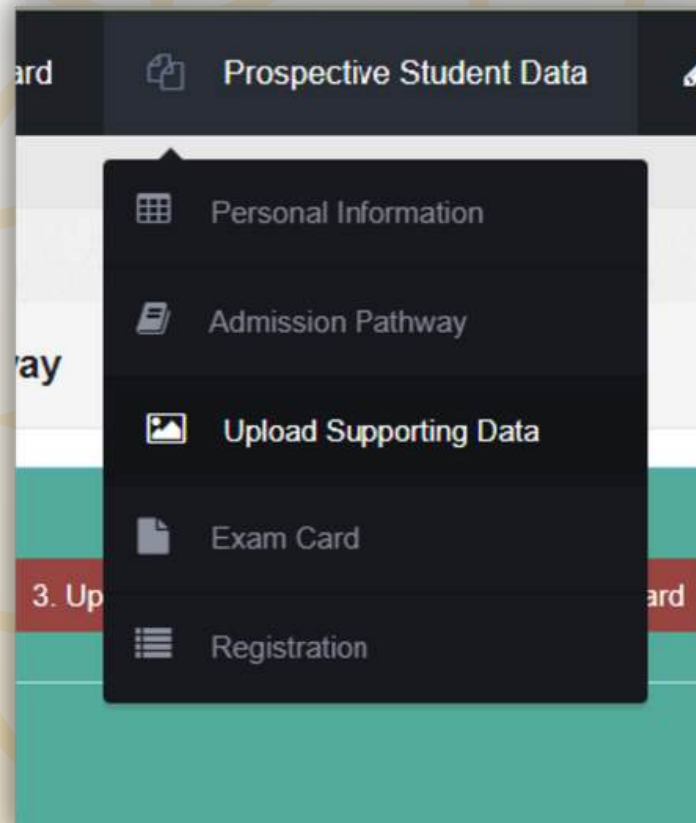 ard Prospective Student Data
Personal Information
Admission Pathway
ay
Upload Supporting Data
Exam Card
3. Up ard
Registration